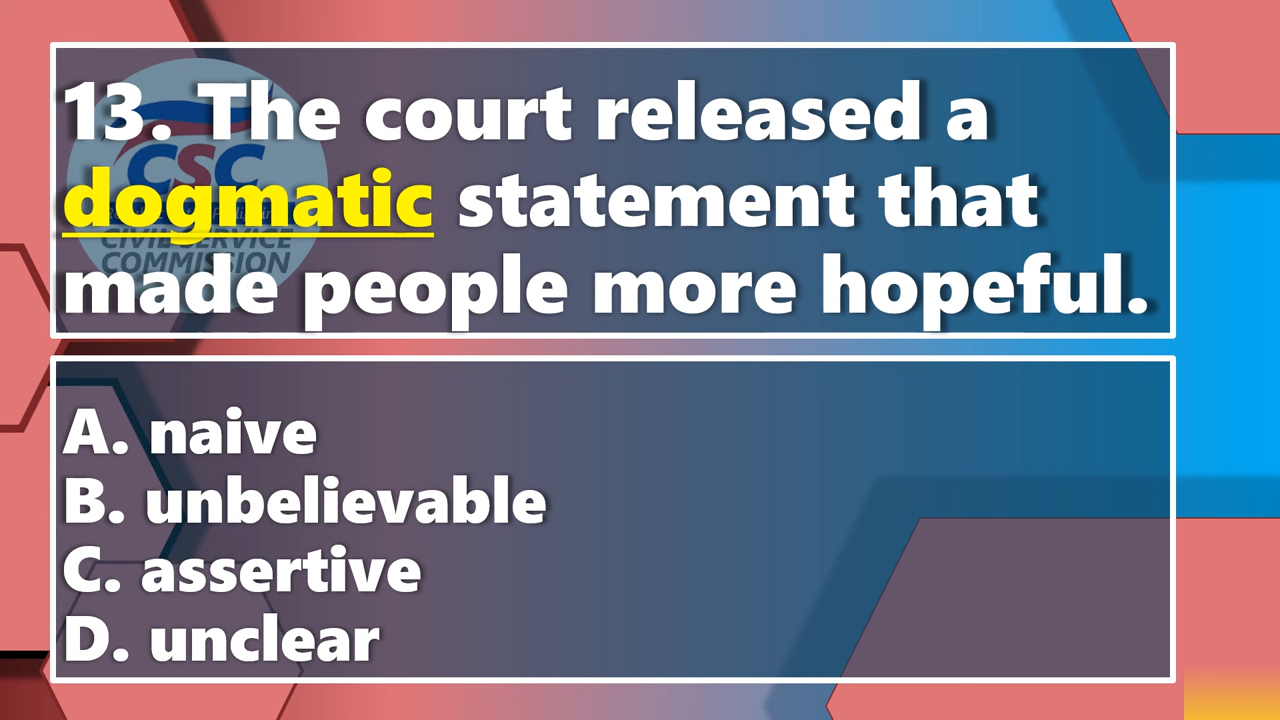 13. The court released a
dogmatic statement that
made people more hopeful.
CSC
CIVIL SERVICE
COMMISSION
A. naive
B. unbelievable
C. assertive
D. unclear